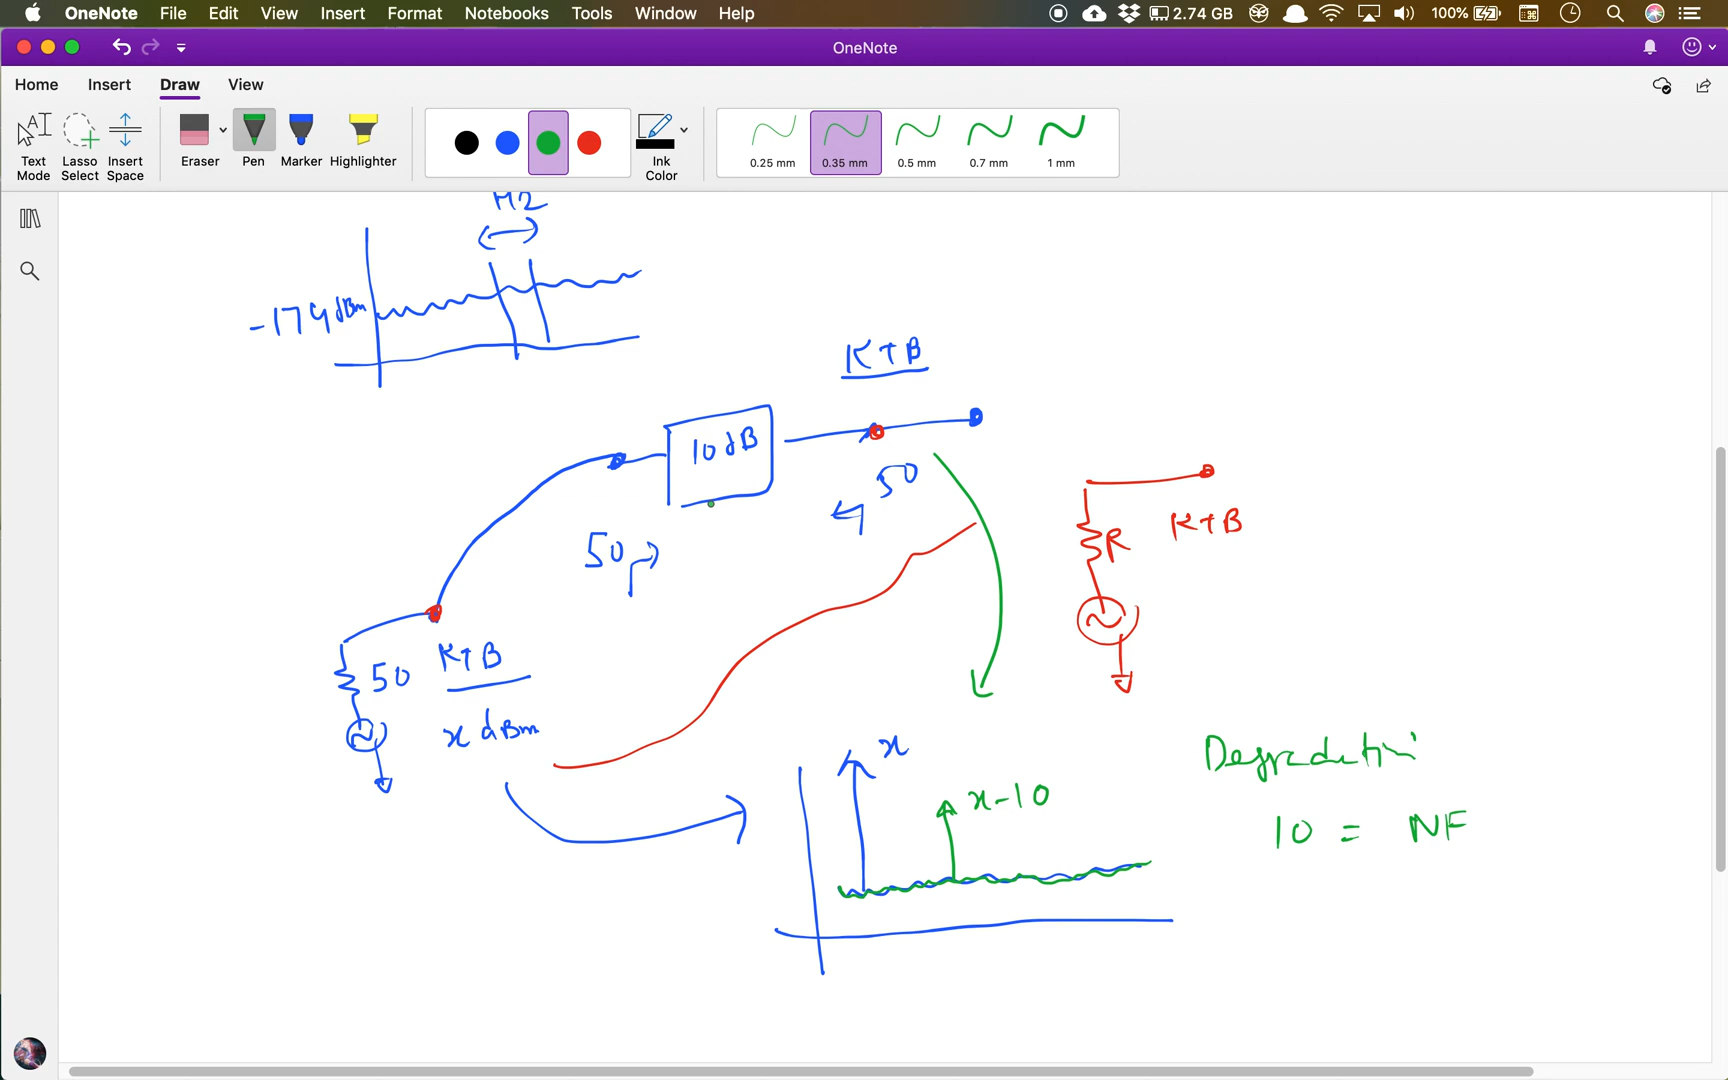 OneNote File Edit View Insert Format Notebooks Tools Window Help 2.74 GB 100%
OneNote
Home Insert Draw View
Text Mode
Lasso Select
Insert Space
Eraser
Pen
Marker
Highlighter
Ink Color
0.25 mm
0.35 mm
0.5 mm
0.7 mm
1 mm
HZ
-174 dBm
KTB
10 dB
50
50
R
KTB
50
KTB
x dBm
x
x-10
Degradation
10 = NF